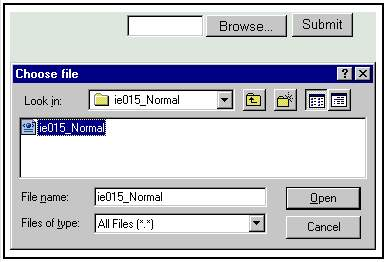 Browse... Submit
Choose file
Look in: ie015_Normal
ie015_Normal
File name: ie015_Normal Open
Files of type: All Files (*.*) Cancel